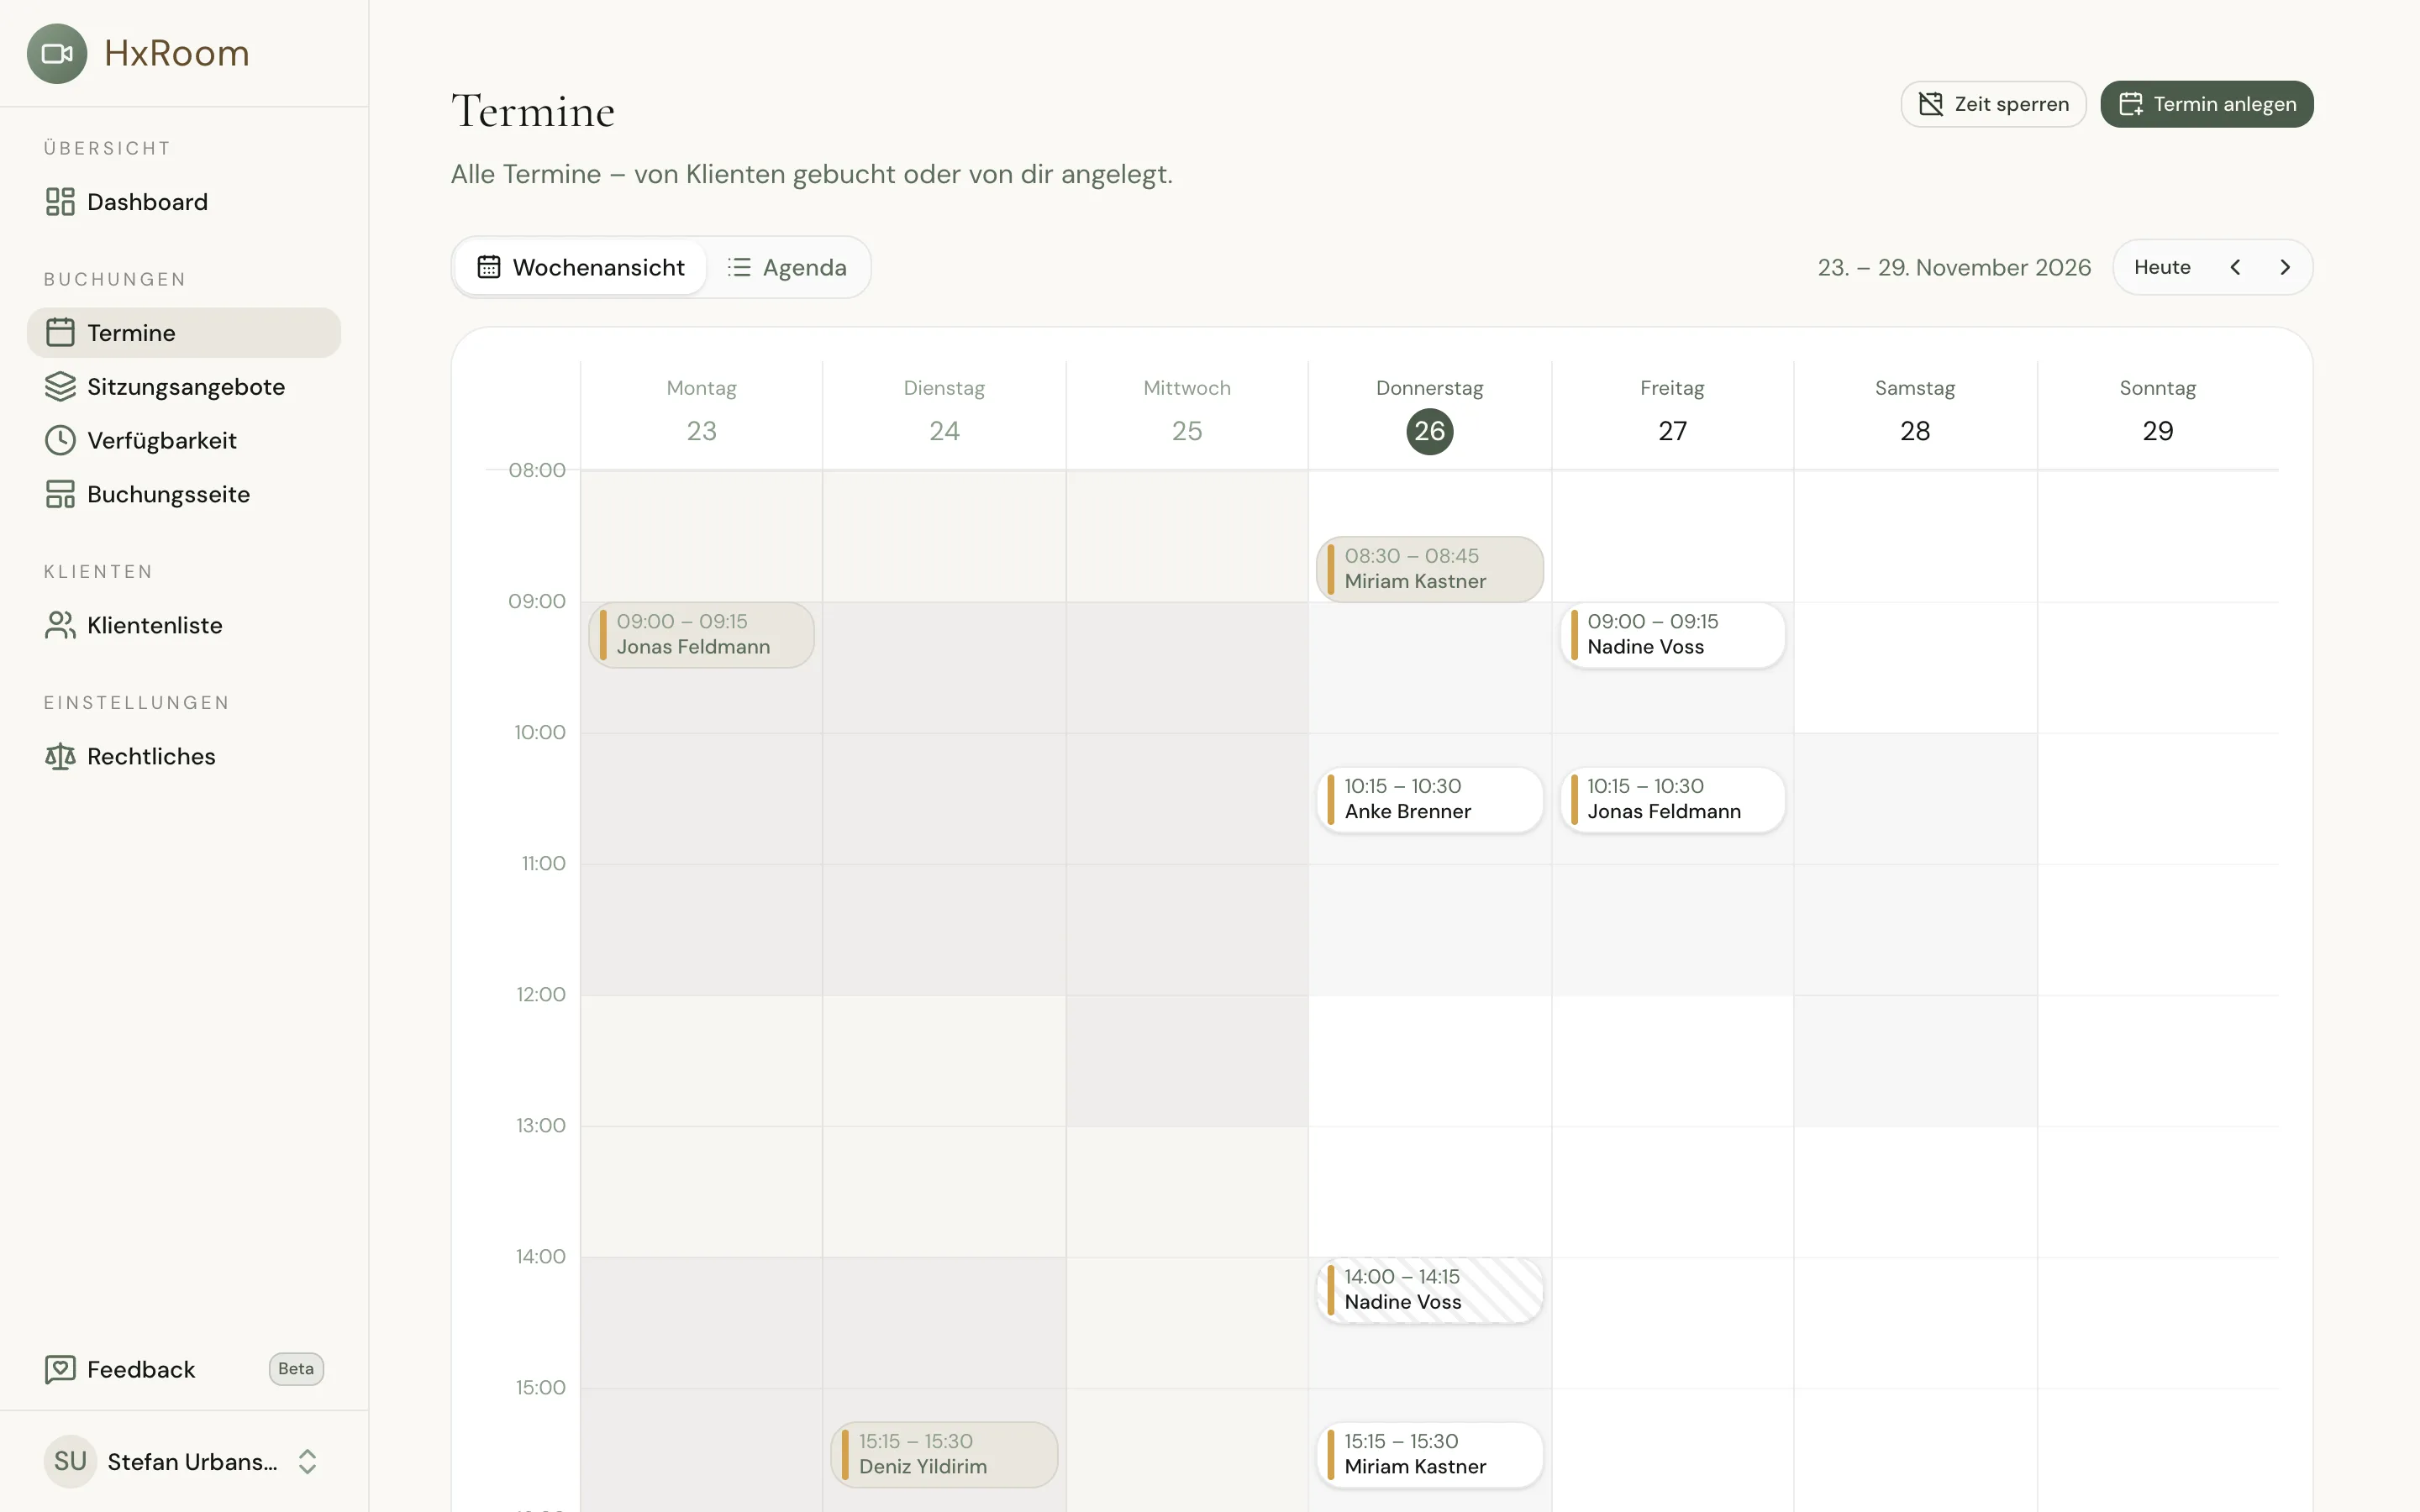 HxRoom
ÜBERSICHT
Dashboard
BUCHUNGEN
Termine
Sitzungsangebote
Verfügbarkeit
Buchungsseite
KLIENTEN
Klientenliste
EINSTELLUNGEN
Rechtliches
Feedback
Beta
SU
Stefan Urbans...
Termine
Alle Termine – von Klienten gebucht oder von dir angelegt.
Zeit sperren
Termin anlegen
Wochenansicht
Agenda
23. – 29. November 2026
Heute
Montag
23
Dienstag
24
Mittwoch
25
Donnerstag
26
Freitag
27
Samstag
28
Sonntag
29
08:00
08:30 – 08:45
Miriam Kastner
09:00
09:00 – 09:15
Jonas Feldmann
09:00 – 09:15
Nadine Voss
10:00
10:15 – 10:30
Anke Brenner
10:15 – 10:30
Jonas Feldmann
11:00
12:00
13:00
14:00
14:00 – 14:15
Nadine Voss
15:00
15:15 – 15:30
Deniz Yildirim
15:15 – 15:30
Miriam Kastner